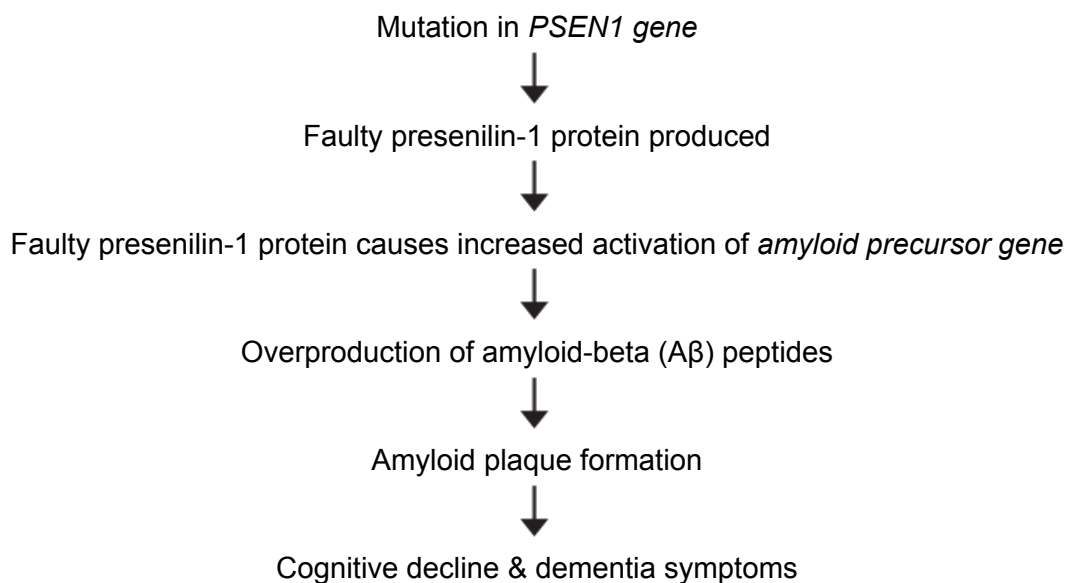 Mutation in PSEN1 gene
Faulty presenilin-1 protein produced
Faulty presenilin-1 protein causes increased activation of amyloid precursor gene
Overproduction of amyloid-beta (Aβ) peptides
Amyloid plaque formation
Cognitive decline & dementia symptoms